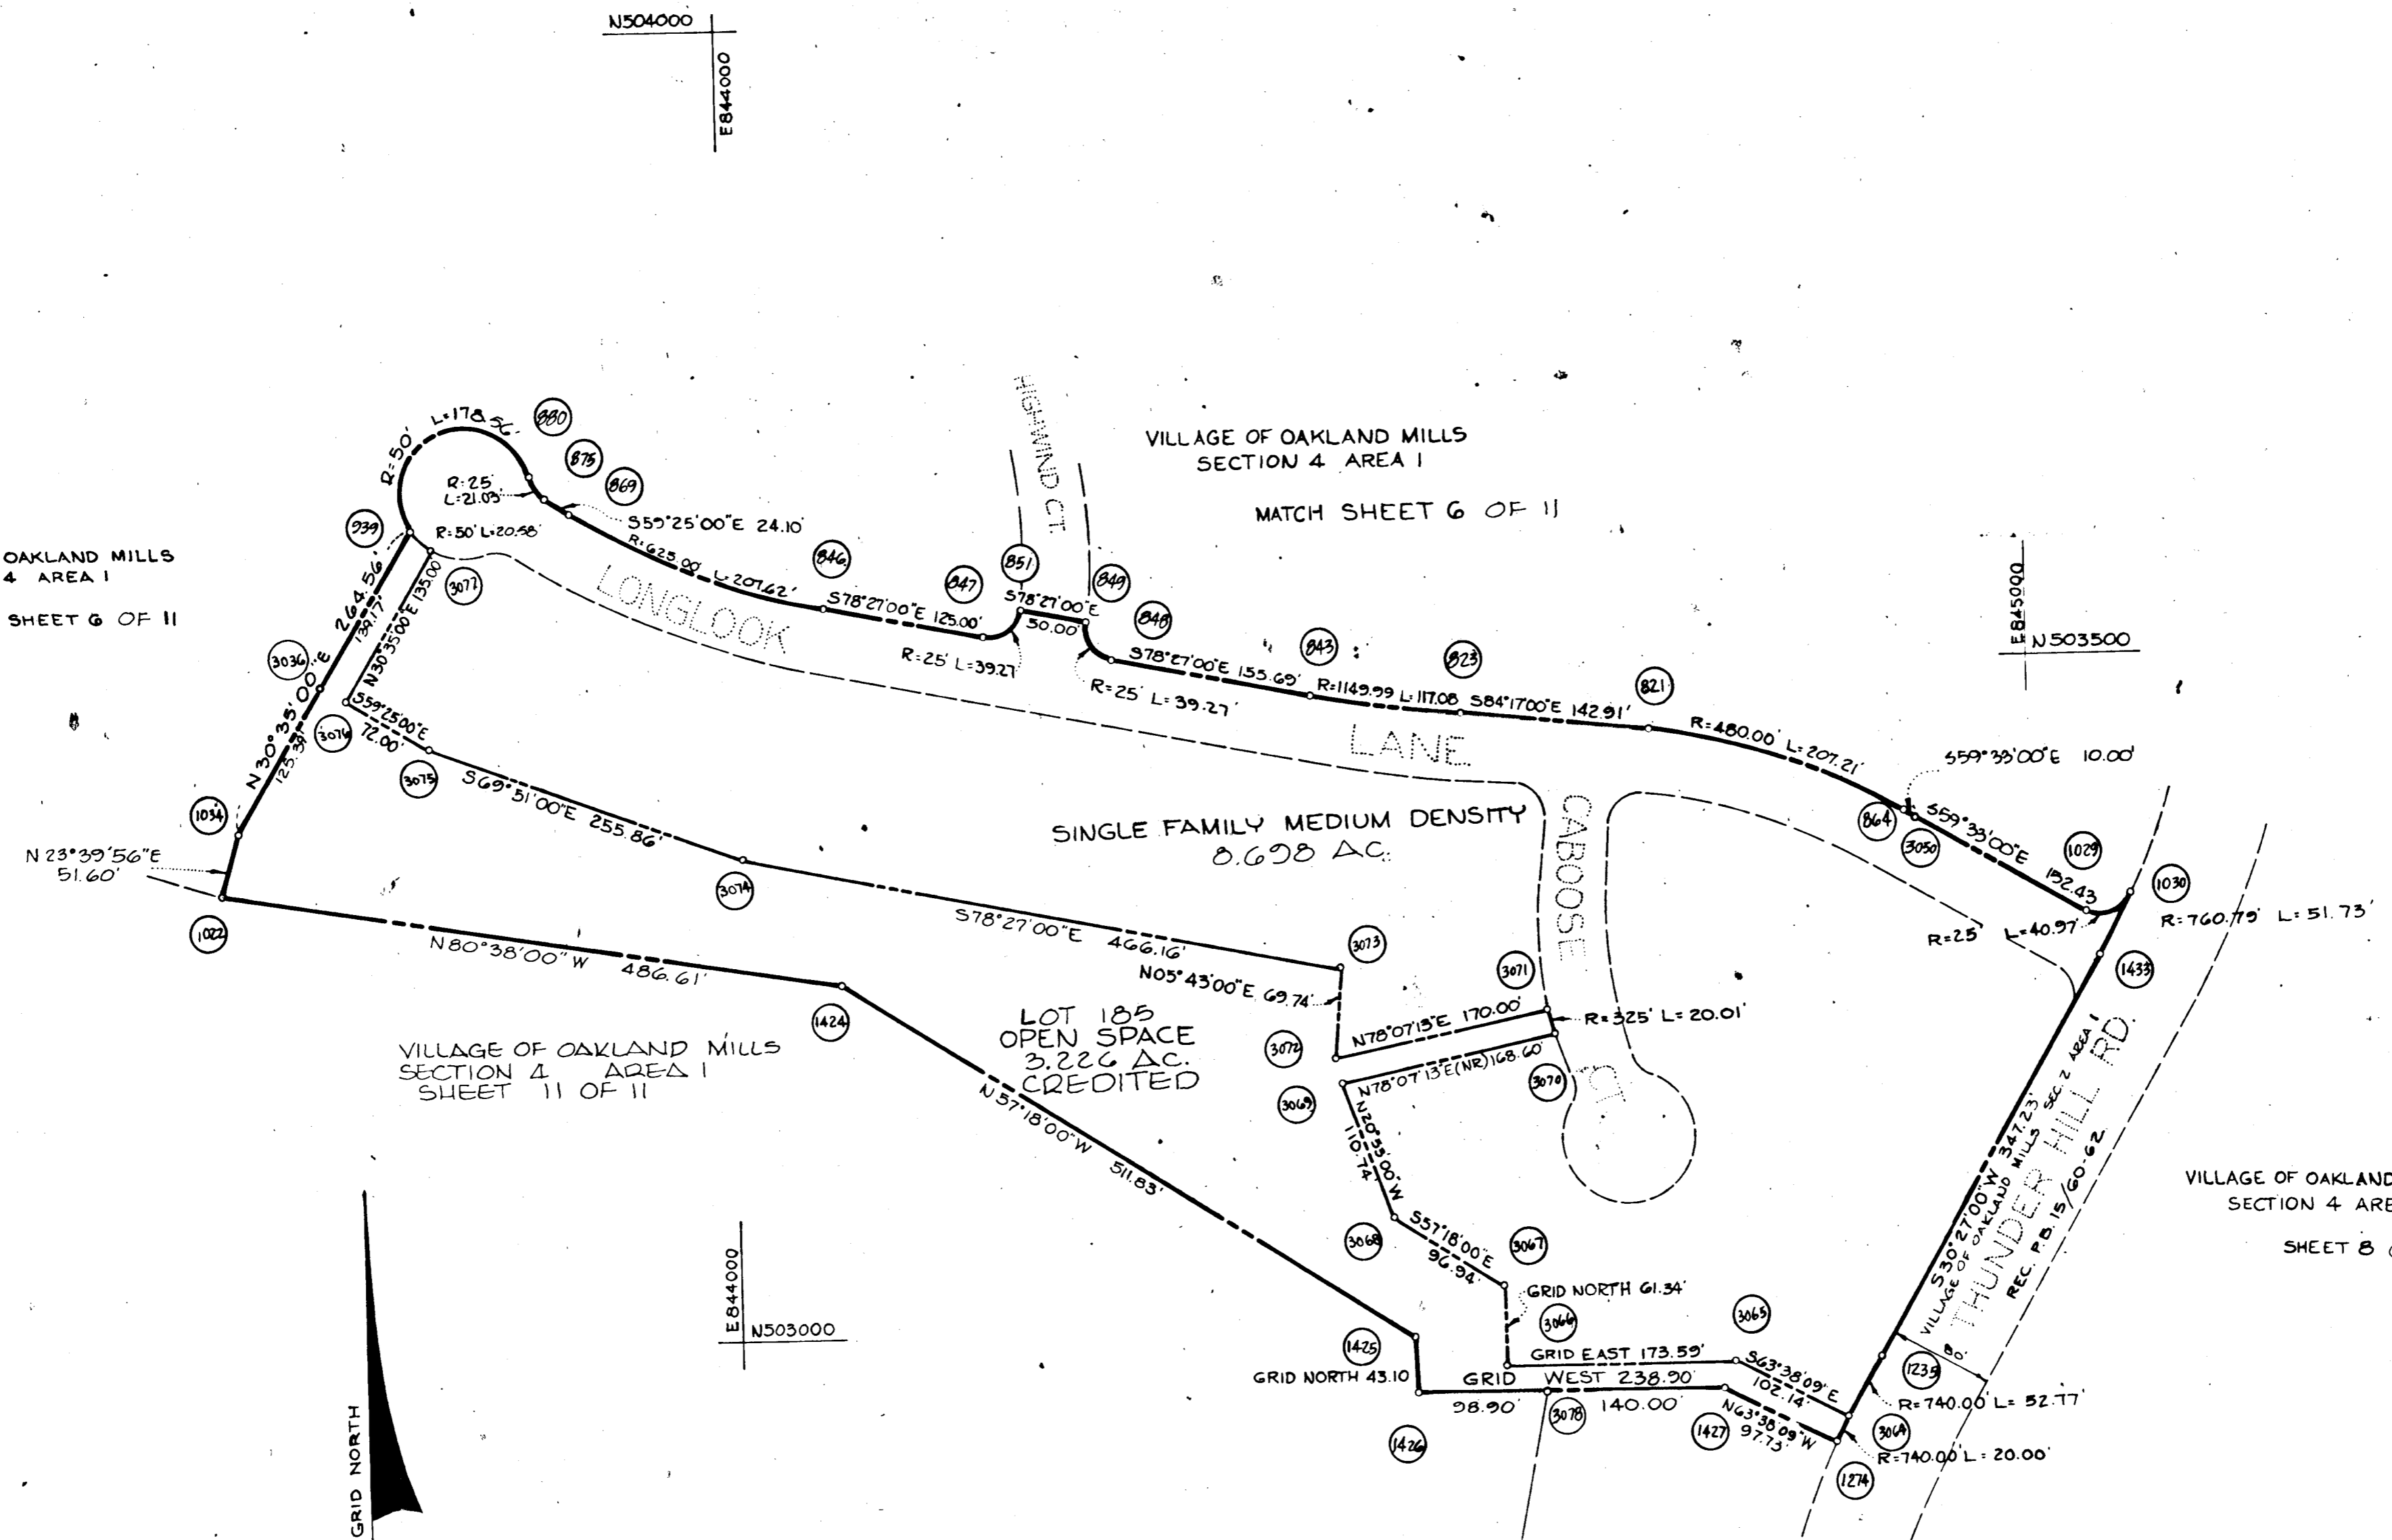 N504000
E844000
VILLAGE OF OAKLAND MILLS
SECTION 4 AREA 1
MATCH SHEET 6 OF 11
HIGHWIND CT.
OAKLAND MILLS
4 AREA 1
SHEET 6 OF 11
880
875
869
L=178.56'
R=50'
R=25'
L=21.03'
939
R=50' L=20.58'
S59°25'00"E 24.10'
R=625.00' L=207.62'
846
847
851
849
848
S78°27'00"E 125.00'
S78°27'00"E
50.00'
R=25' L=39.27'
R=25' L=39.27'
S78°27'00"E 155.69'
843
R=1149.99 L=117.08
823
S84°17'00"E 142.91'
821
R=480.00' L=207.21'
E845000
N503500
S59°33'00"E 10.00'
864
3050
S59°33'00"E
152.43
1029
1030
R=25' L=40.97'
R=760.79' L=51.73'
1433
LONGLOOK
LANE
CABOOSE
CT.
3077
N30°35'00"E 135.00'
264.56'
139.17'
3036
N30°35'00"E
125.39'
3076
S59°25'00"E
72.00'
3075
S69°51'00"E 255.86'
3074
1034
N23°39'56"E
51.60'
1022
N80°38'00"W 486.61'
1424
SINGLE FAMILY MEDIUM DENSITY
8.698 AC.
S78°27'00"E 466.16'
3073
N05°43'00"E 69.74'
3071
3072
N78°07'13"E 170.00'
R=325' L=20.01'
N78°07'13"E(NR)168.60'
3070
3069
LOT 185
OPEN SPACE
3.226 AC.
CREDITED
VILLAGE OF OAKLAND MILLS
SECTION 4 AREA 1
SHEET 11 OF 11
N57°18'00"W 511.83'
N20°55'00"W
110.74'
3068
S57°18'00"E
96.94'
3067
GRID NORTH 61.34'
3066
3065
GRID EAST 173.59'
S63°38'09"E
102.14'
S30°27'00"W 347.23'
VILLAGE OF OAKLAND MILLS SEC. 2 AREA 1
THUNDER HILL RD.
REC. P.B. 15/60-62
VILLAGE OF OAKLAND
SECTION 4 ARE
SHEET 8
80'
1235
R=740.00' L=52.77'
3064
R=740.00' L=20.00'
1274
1425
GRID NORTH 43.10
GRID WEST 238.90'
98.90'
3078
140.00'
1426
1427
N63°38'09"W
97.73'
E844000
N503000
GRID NORTH